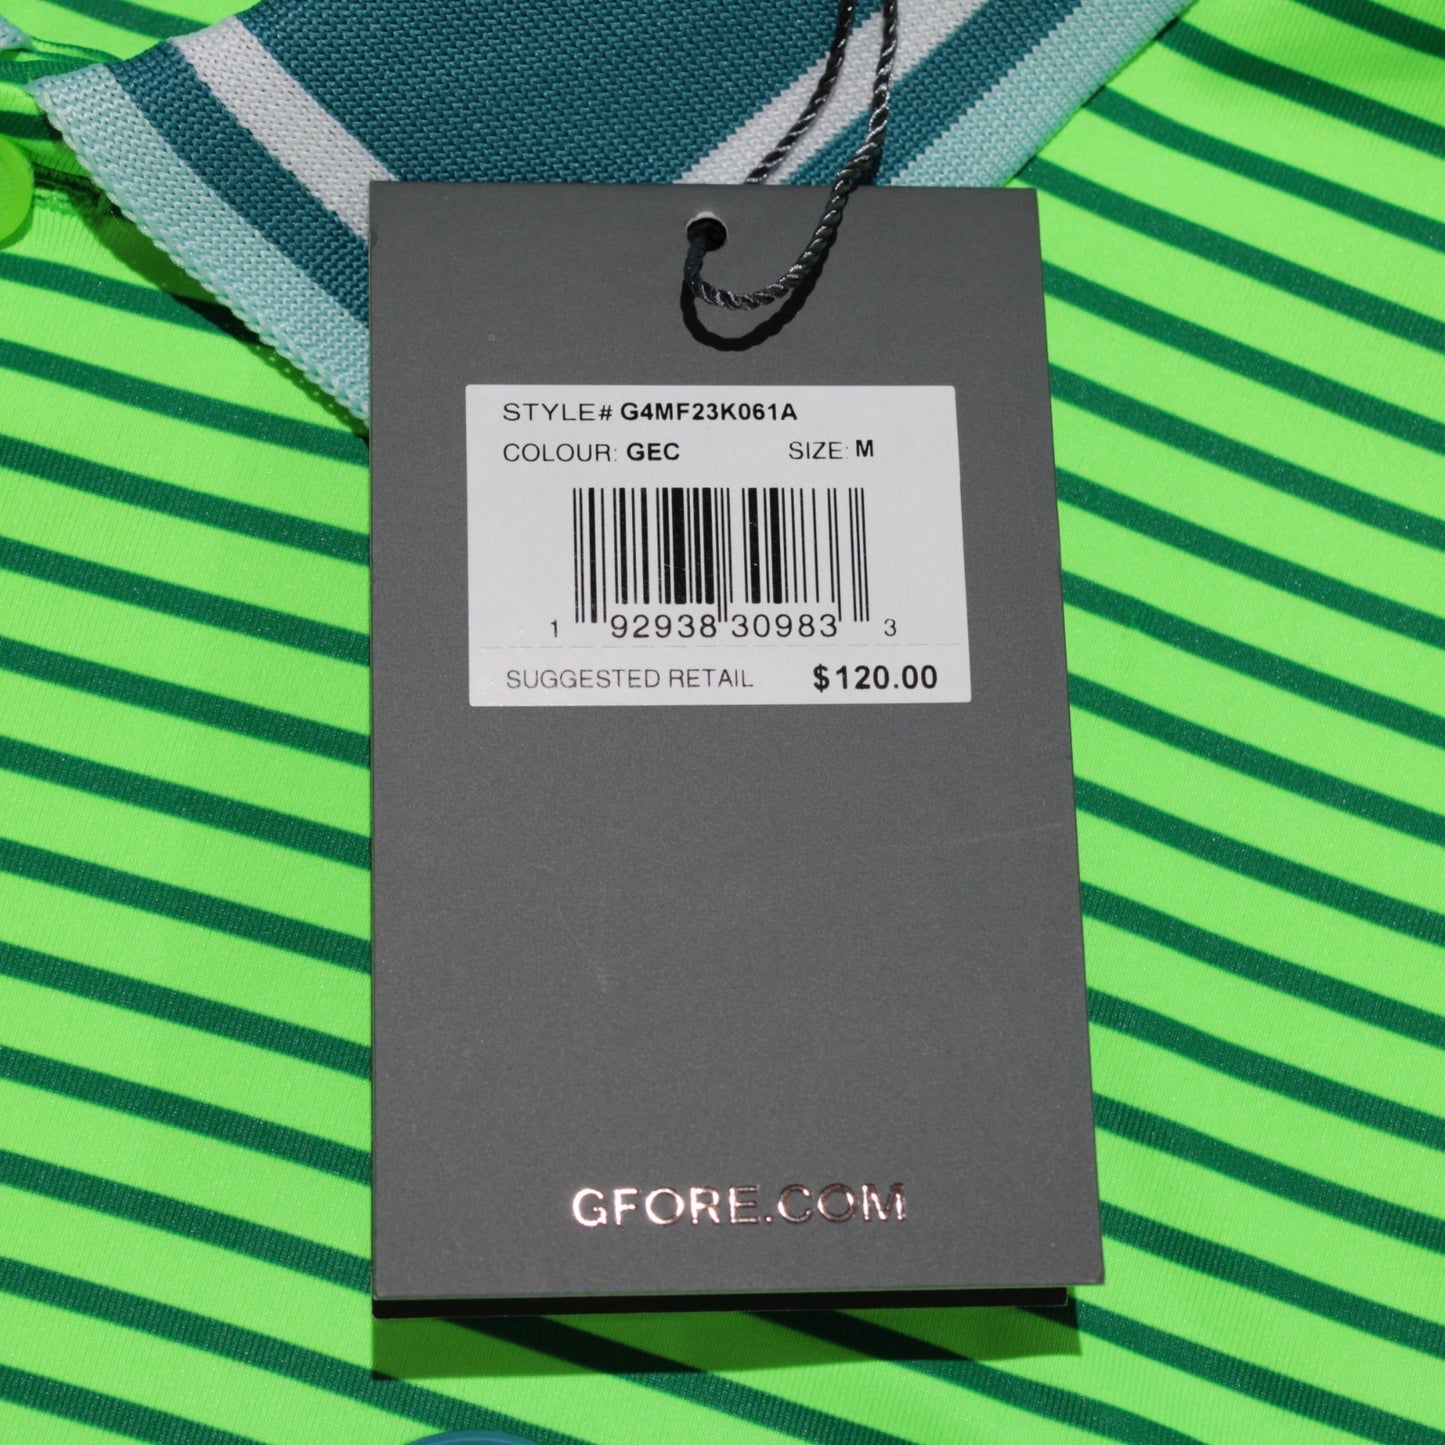 STYLE# G4MF23K061A
COLOUR: GEC SIZE: M
1 92938 30983 3
SUGGESTED RETAIL $120.00
GFORE.COM